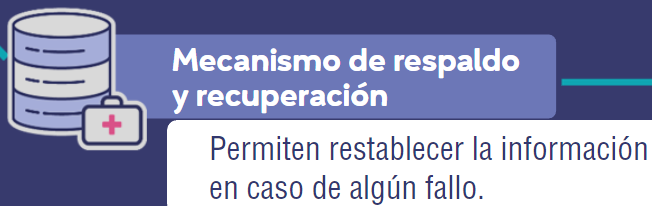 Mecanismo de respaldo
y recuperación
Permiten restablecer la información
en caso de algún fallo.